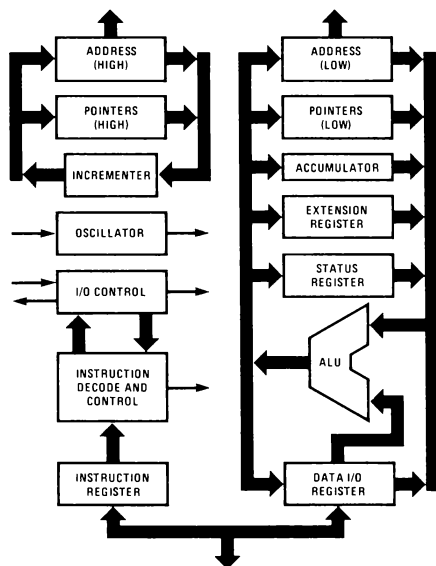 ADDRESS
(HIGH)
POINTERS
(HIGH)
INCREMENTER
OSCILLATOR
I/O CONTROL
INSTRUCTION
DECODE AND
CONTROL
INSTRUCTION
REGISTER
ADDRESS
(LOW)
POINTERS
(LOW)
ACCUMULATOR
EXTENSION
REGISTER
STATUS
REGISTER
ALU
DATA I/O
REGISTER